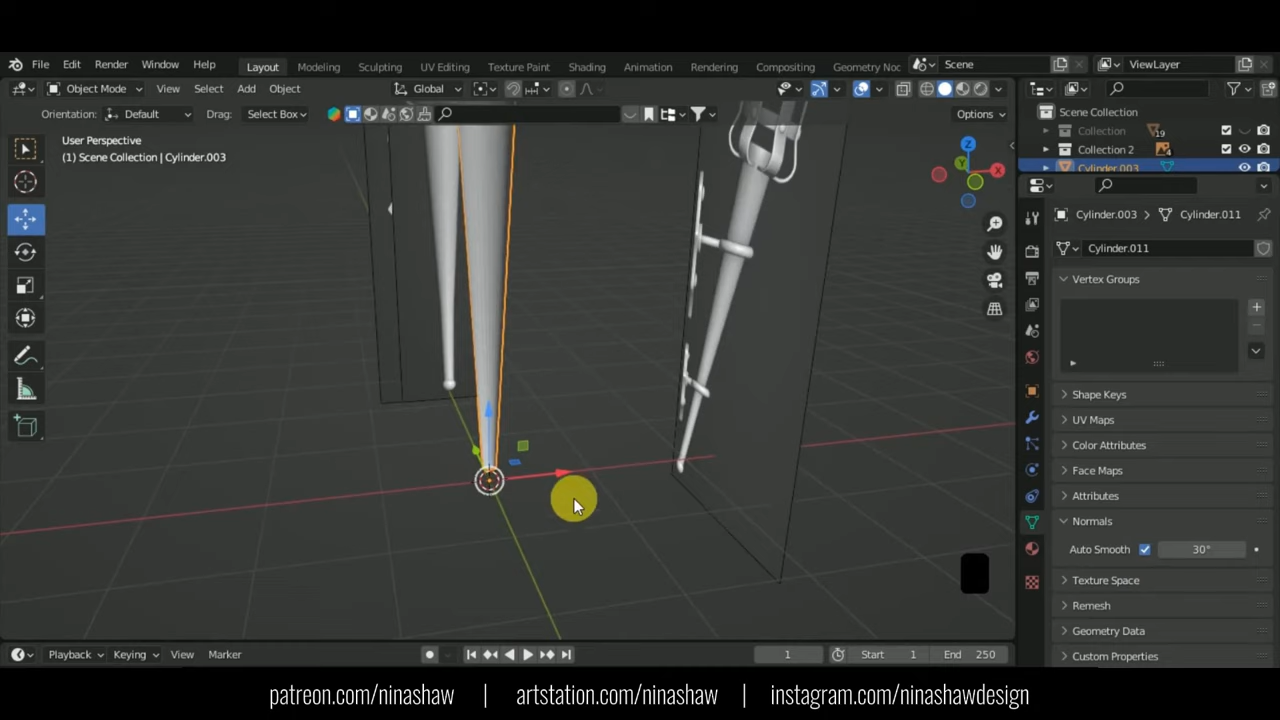 File Edit Render Window Help Layout Modeling Sculpting UV Editing Texture Paint Shading Animation Rendering Compositing Geometry Noc Scene ViewLayer
Object Mode View Select Add Object Global
Orientation: Default Drag: Select Box Options
User Perspective
(1) Scene Collection | Cylinder.003
Z
Y
X
Scene Collection
Collection 19
Collection 2 4
Cylinder.003
Cylinder.003 Cylinder.011
Cylinder.011
Vertex Groups
Shape Keys
UV Maps
Color Attributes
Face Maps
Attributes
Normals
Auto Smooth 30°
Texture Space
Remesh
Geometry Data
Custom Properties
Playback Keying View Marker 1 Start 1 End 250
patreon.com/ninashaw | artstation.com/ninashaw | instagram.com/ninashawdesign